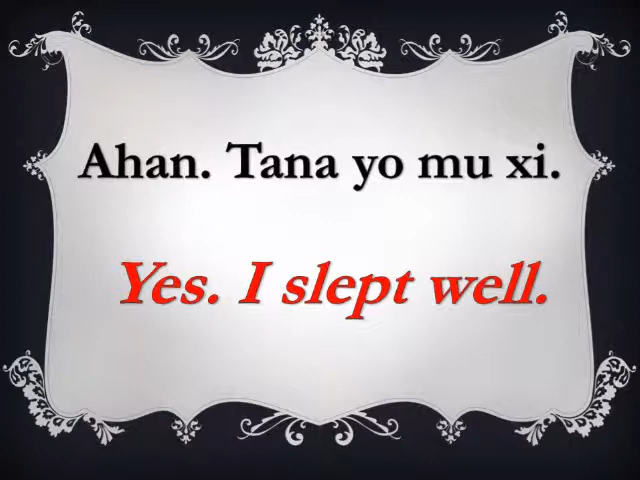 Ahan. Tana yo mu xi.
Yes. I slept well.